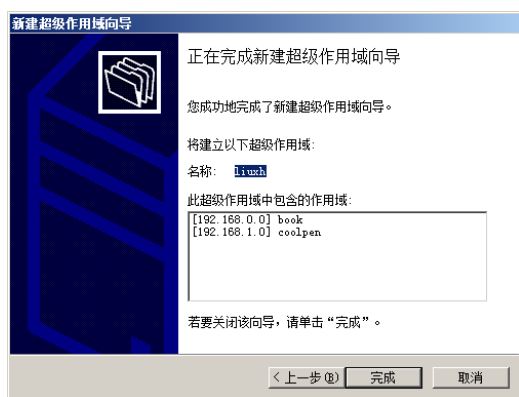 新建超级作用域向导
正在完成新建超级作用域向导
您成功地完成了新建超级作用域向导。
将建立以下超级作用域:
名称: liuxh
此超级作用域中包含的作用域:
[192.168.0.0] book
[192.168.1.0] coolpen
若要关闭该向导，请单击“完成”。
< 上一步(B) 完成 取消